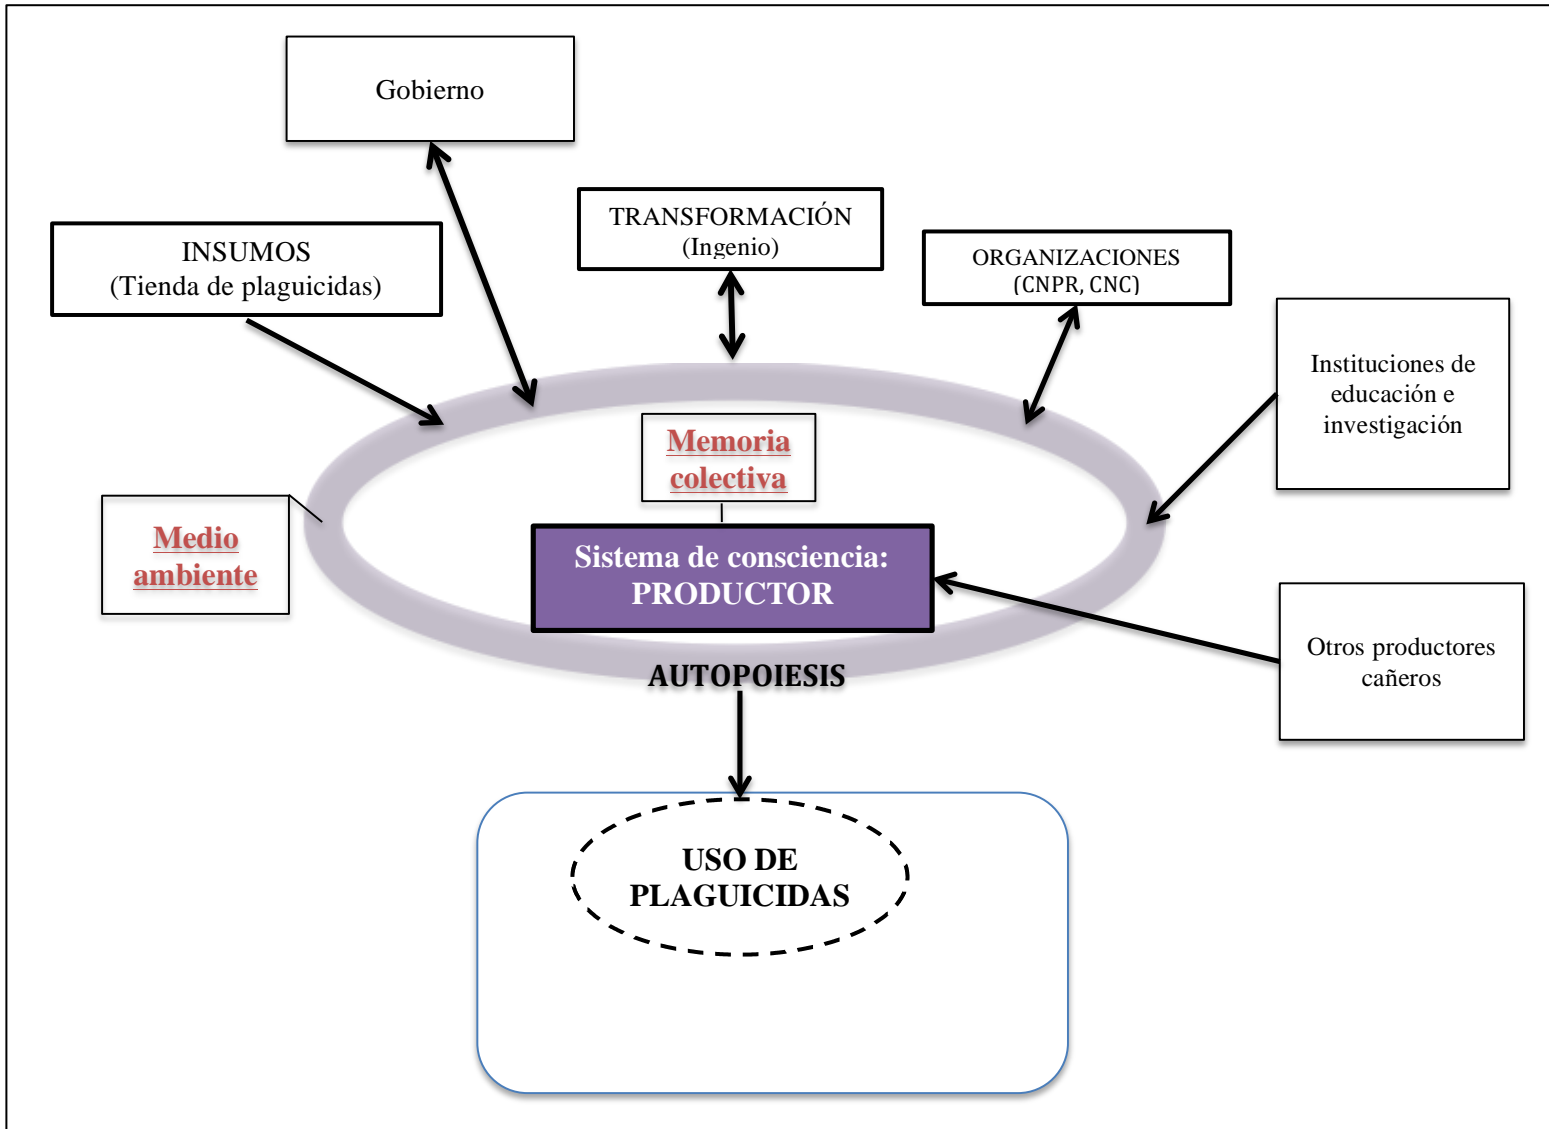 Gobierno
TRANSFORMACIÓN
(Ingenio)
INSUMOS
(Tienda de plaguicidas)
ORGANIZACIONES
(CNPR, CNC)
Instituciones de
educación e
investigación
Memoria
colectiva
Medio
ambiente
Sistema de consciencia:
PRODUCTOR
Otros productores
cañeros
AUTOPOIESIS
USO DE
PLAGUICIDAS